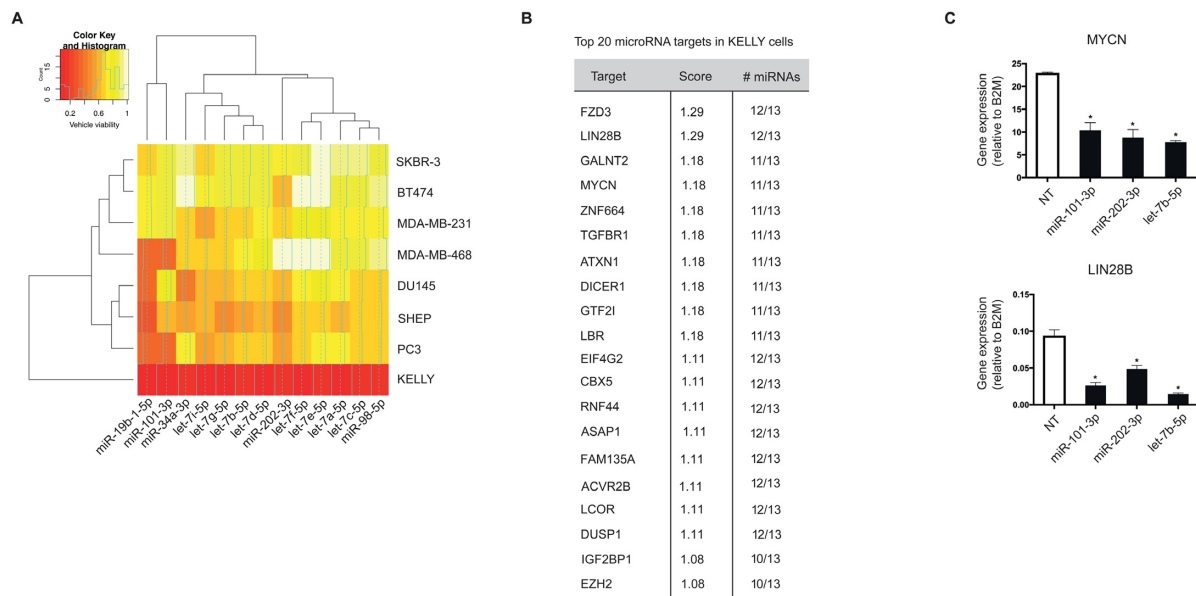 A
Color Key
and Histogram
Count
0 5 10 15
0.2 0.6 1
Vehicle viability
SKBR-3
BT474
MDA-MB-231
MDA-MB-468
DU145
SHEP
PC3
KELLY
miR-19b-1-5p
miR-101-3p
miR-34a-3p
let-7i-5p
let-7g-5p
let-7b-5p
let-7d-5p
miR-202-3p
let-7f-5p
let-7e-5p
let-7a-5p
let-7c-5p
miR-98-5p
B
Top 20 microRNA targets in KELLY cells
Target Score # miRNAs
FZD3 1.29 12/13
LIN28B 1.29 12/13
GALNT2 1.18 11/13
MYCN 1.18 11/13
ZNF664 1.18 11/13
TGFBR1 1.18 11/13
ATXN1 1.18 11/13
DICER1 1.18 11/13
GTF2I 1.18 11/13
LBR 1.18 11/13
EIF4G2 1.11 12/13
CBX5 1.11 12/13
RNF44 1.11 12/13
ASAP1 1.11 12/13
FAM135A 1.11 12/13
ACVR2B 1.11 12/13
LCOR 1.11 12/13
DUSP1 1.11 12/13
IGF2BP1 1.08 10/13
EZH2 1.08 10/13
C
MYCN
Gene expression
(relative to B2M)
25
20
15
10
5
0
* * *
NT
miR-101-3p
miR-202-3p
let-7b-5p
LIN28B
Gene expression
(relative to B2M)
0.15
0.10
0.05
0.00
* * *
NT
miR-101-3p
miR-202-3p
let-7b-5p